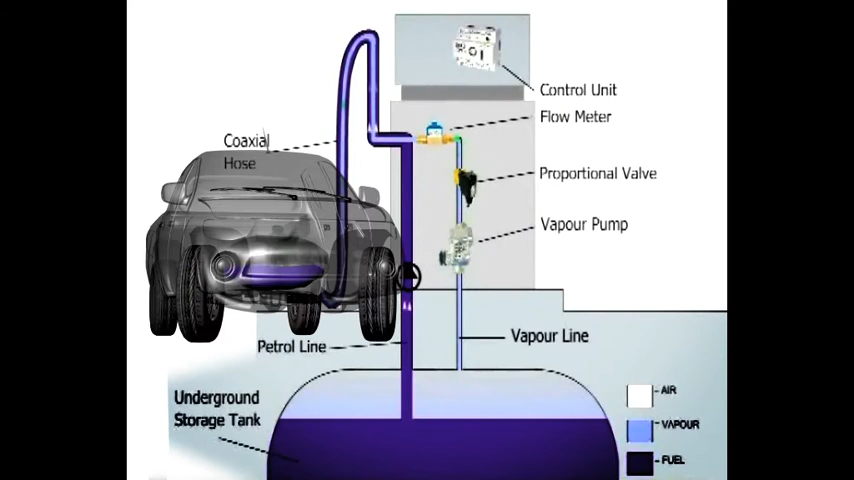 Control Unit
Flow Meter
Coaxial
Hose
Proportional Valve
Vapour Pump
Vapour Line
Petrol Line
Underground
Storage Tank
AIR
VAPOUR
FUEL